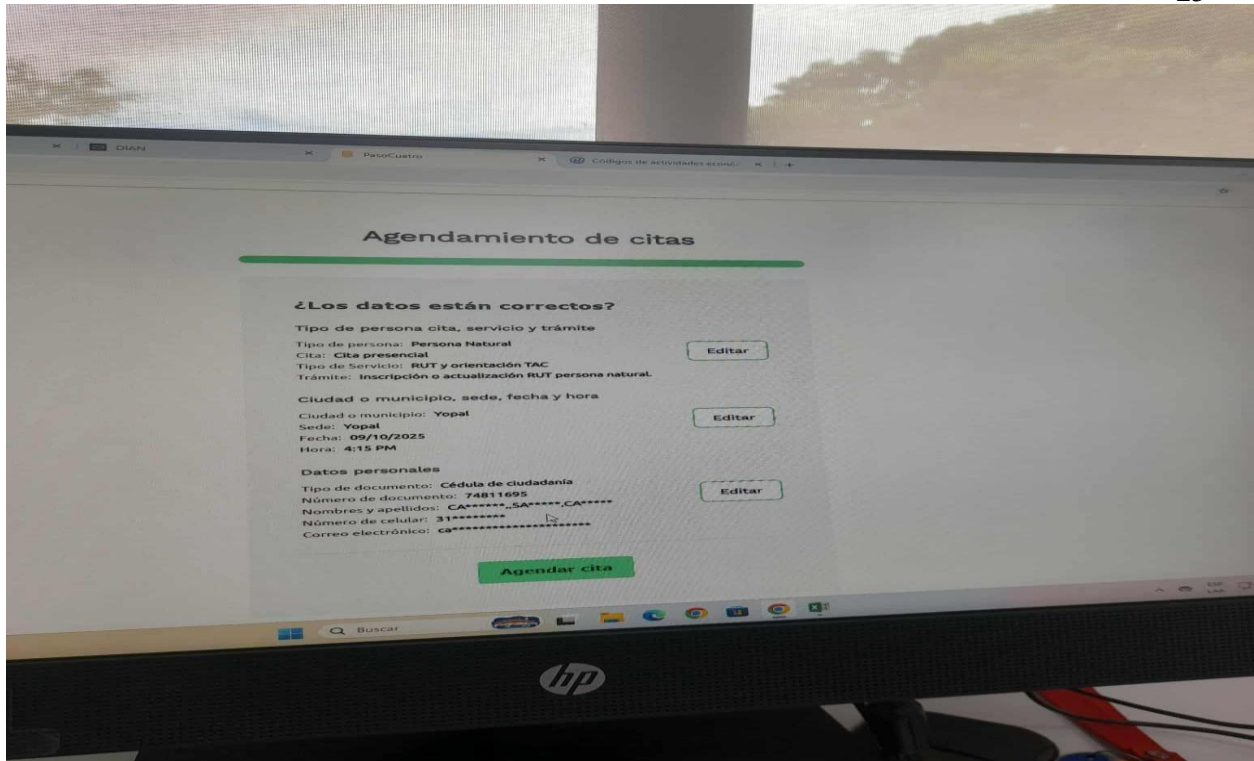 DIAN
PasoCuatro
Códigos de actividades econó
Agendamiento de citas
¿Los datos están correctos?
Tipo de persona cita, servicio y trámite
Tipo de persona: Persona Natural
Editar
Cita: Cita presencial
Tipo de Servicio: RUT y orientación TAC
Trámite: Inscripción o actualización RUT persona natural.
Ciudad o municipio, sede, fecha y hora
Ciudad o municipio: Yopal
Editar
Sede: Yopal
Fecha: 09/10/2025
Hora: 4:15 PM
Datos personales
Tipo de documento: Cédula de ciudadanía
Editar
Número de documento: 74811695
Nombres y apellidos: CA******,,SA*****,CA*****
Número de celular: 31********
Correo electrónico: ca***********************
Agendar cita
Buscar
ESP
hp